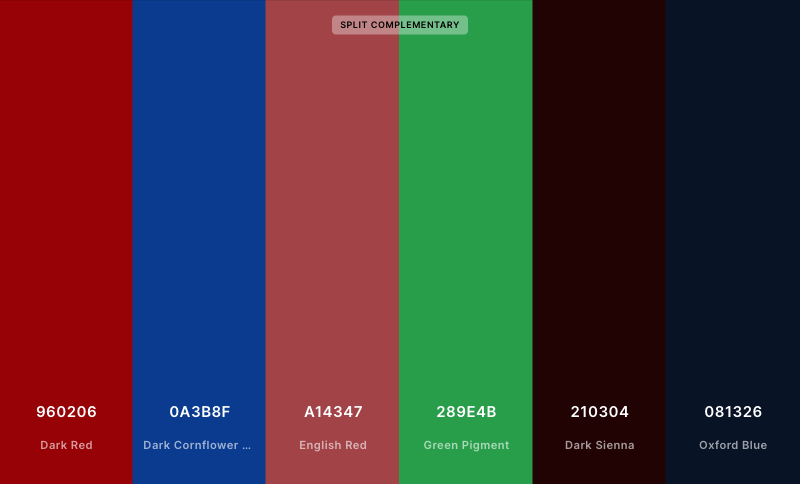 SPLIT COMPLEMENTARY
960206
0A3B8F
A14347
289E4B
210304
081326
Dark Red
Dark Cornflower ...
English Red
Green Pigment
Dark Sienna
Oxford Blue